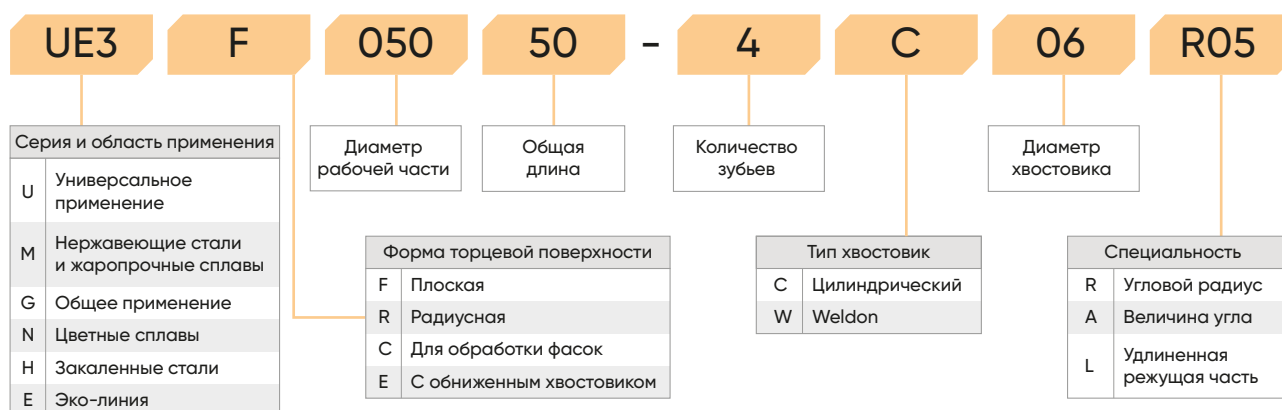 UE3 F 050 50 - 4 C 06 R05
Серия и область применения
U Универсальное
применение
M Нержавеющие стали
и жаропрочные сплавы
G Общее применение
N Цветные сплавы
H Закаленные стали
E Эко-линия
Диаметр
рабочей части
Общая
длина
Количество
зубьев
Диаметр
хвостовика
Форма торцевой поверхности
F Плоская
R Радиусная
C Для обработки фасок
E С обниженным хвостовиком
Тип хвостовик
C Цилиндрический
W Weldon
Специальность
R Угловой радиус
A Величина угла
L Удлиненная
режущая часть